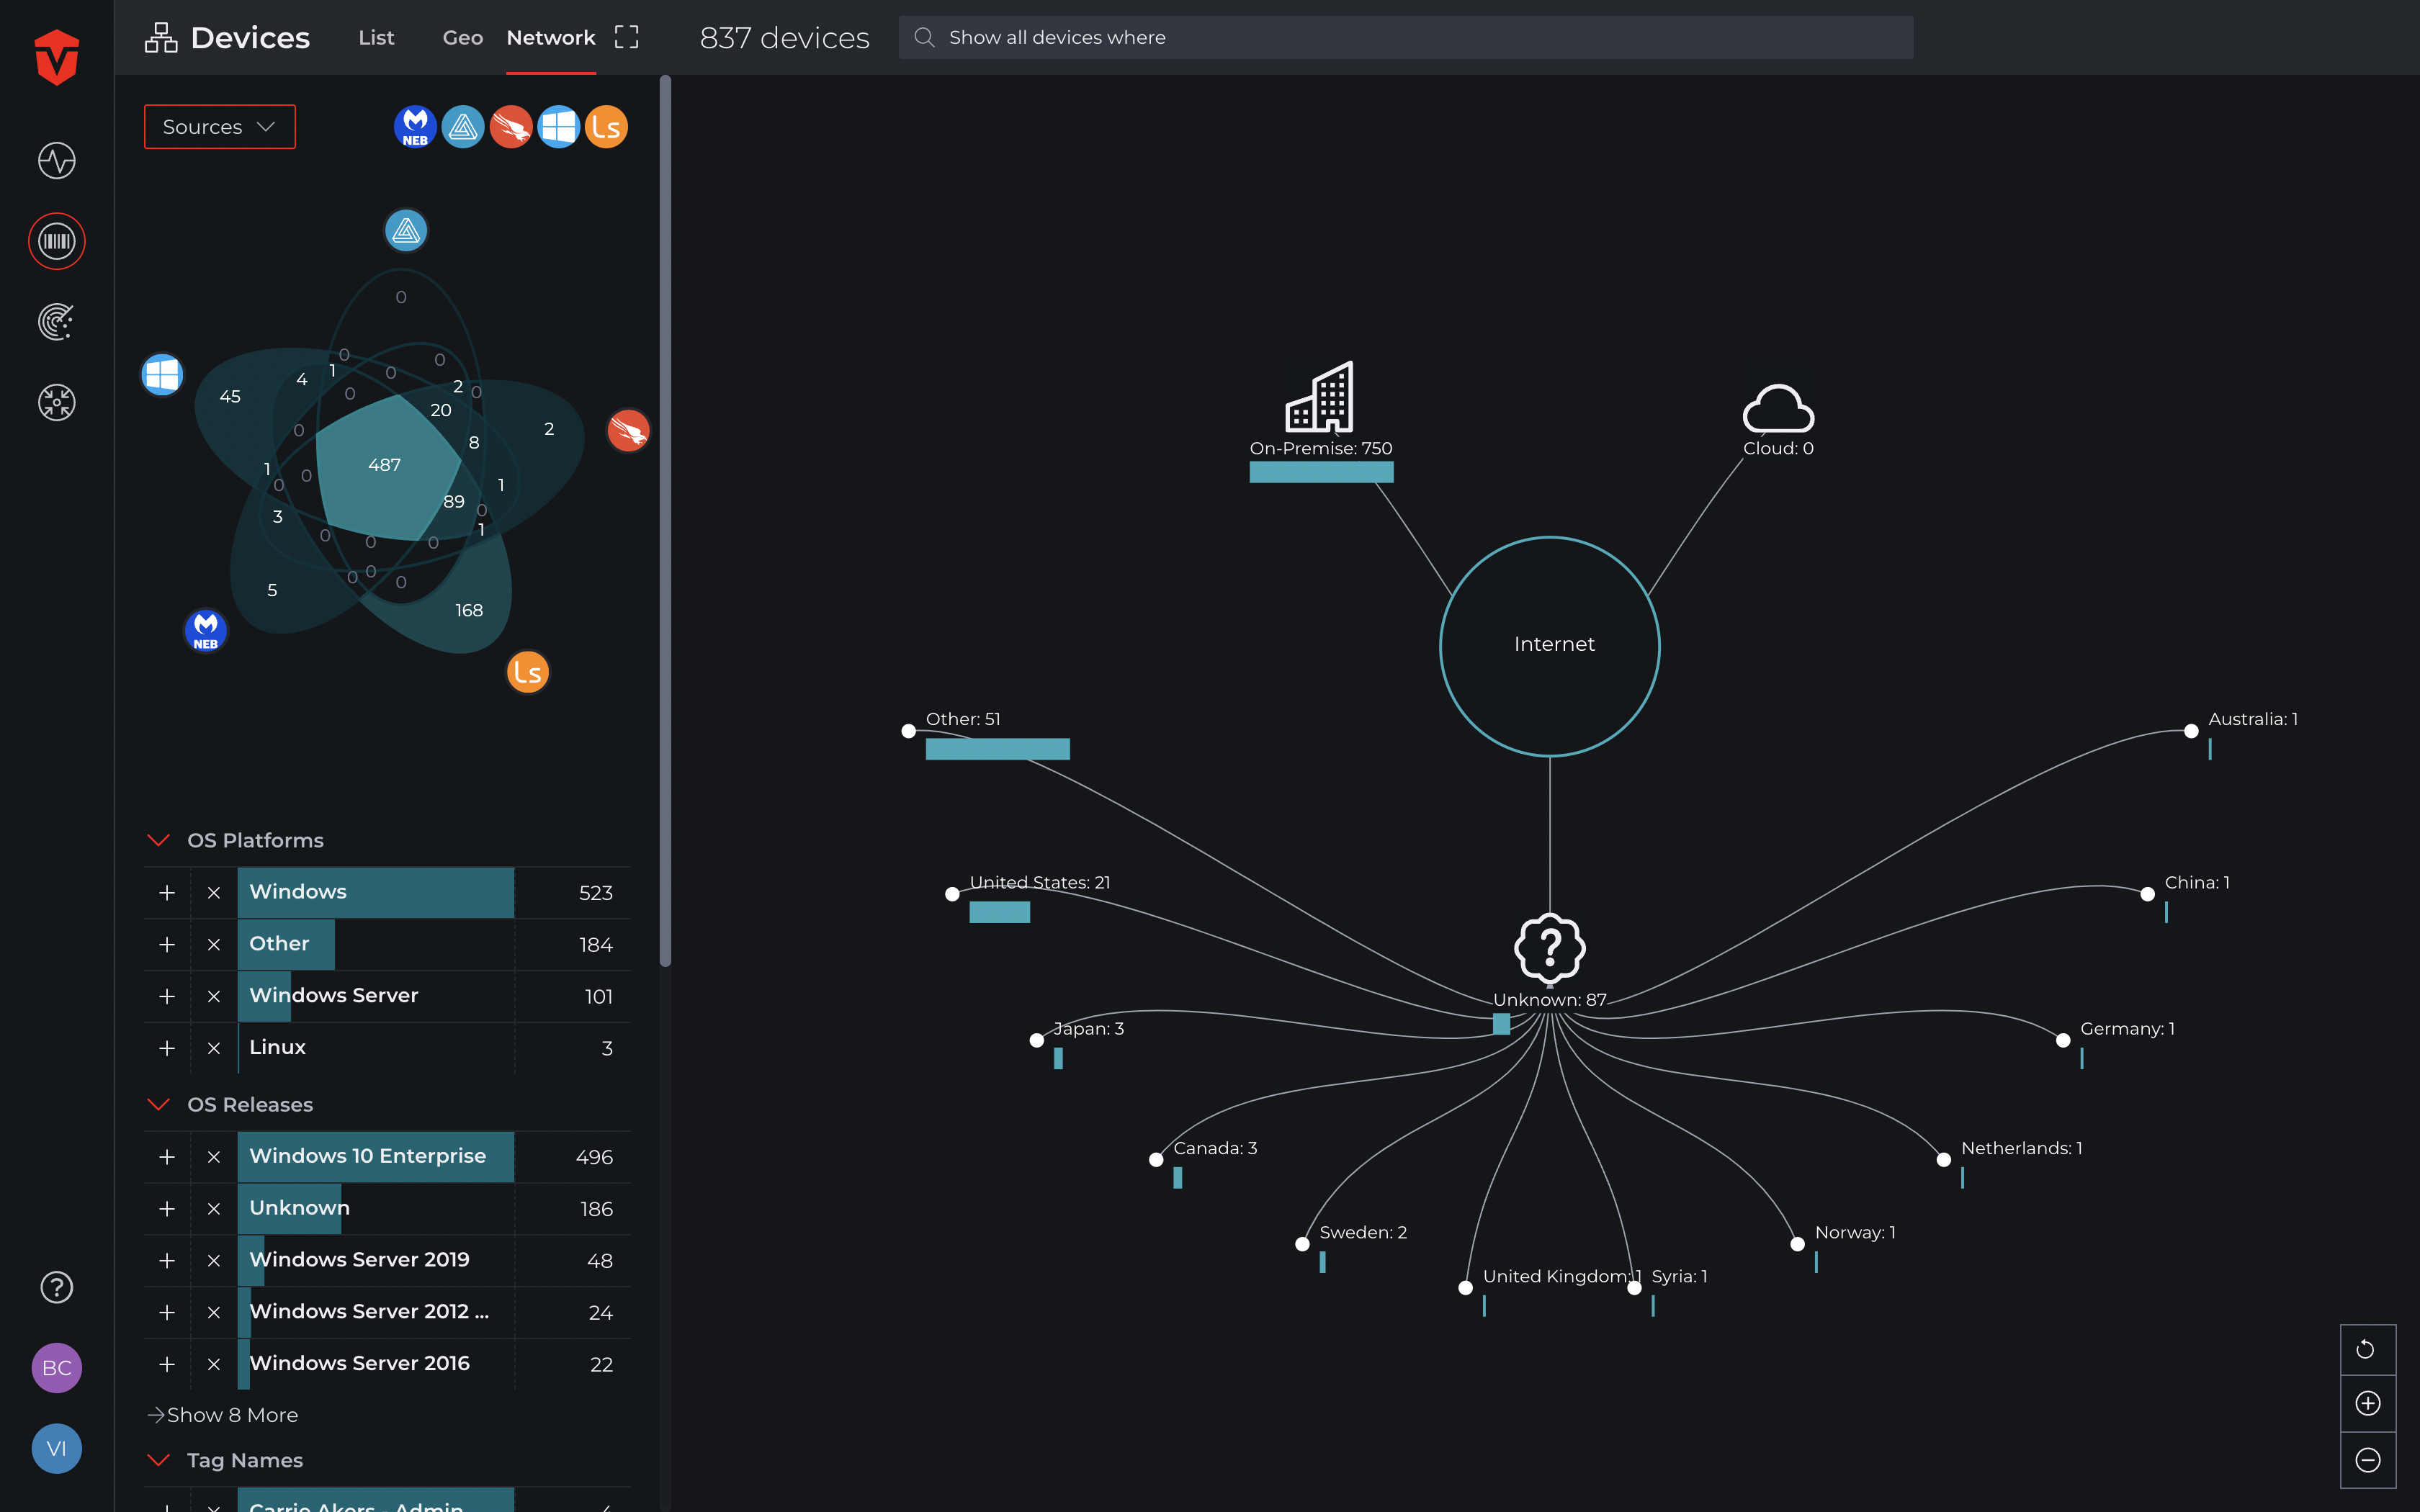 Devices
List
Geo
Network
837 devices
Show all devices where
Sources
NEB
Ls
0
0
0
1
4
0
2
0
0
45
20
2
0
8
487
1
0
0
1
89
0
3
1
0
0
0
0
0
0
5
168
NEB
Ls
OS Platforms
Windows 523
Other 184
Windows Server 101
Linux 3
OS Releases
Windows 10 Enterprise 496
Unknown 186
Windows Server 2019 48
Windows Server 2012 ... 24
Windows Server 2016 22
Show 8 More
Tag Names
Carrie Akers - Admin 4
BC
VI
On-Premise: 750
Cloud: 0
Internet
Other: 51
Australia: 1
United States: 21
China: 1
Unknown: 87
Japan: 3
Germany: 1
Canada: 3
Netherlands: 1
Sweden: 2
Norway: 1
United Kingdom: 1
Syria: 1